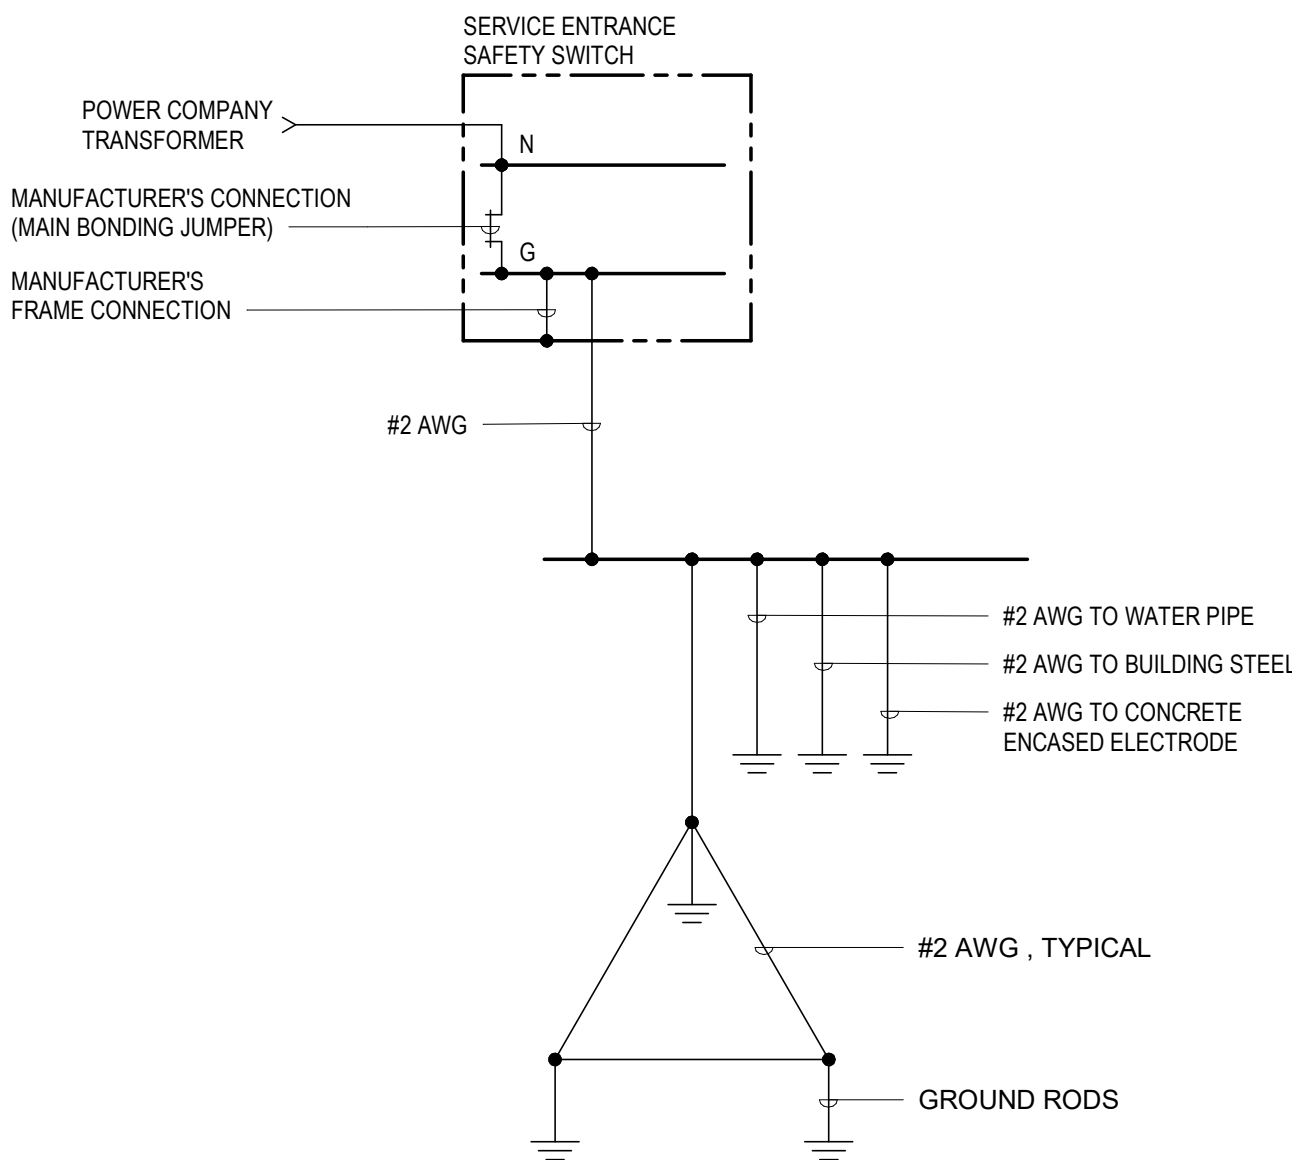 SERVICE ENTRANCE
SAFETY SWITCH
POWER COMPANY
TRANSFORMER
N
MANUFACTURER'S CONNECTION
(MAIN BONDING JUMPER)
G
MANUFACTURER'S
FRAME CONNECTION
#2 AWG
#2 AWG TO WATER PIPE
#2 AWG TO BUILDING STEEL
#2 AWG TO CONCRETE
ENCASED ELECTRODE
#2 AWG , TYPICAL
GROUND RODS